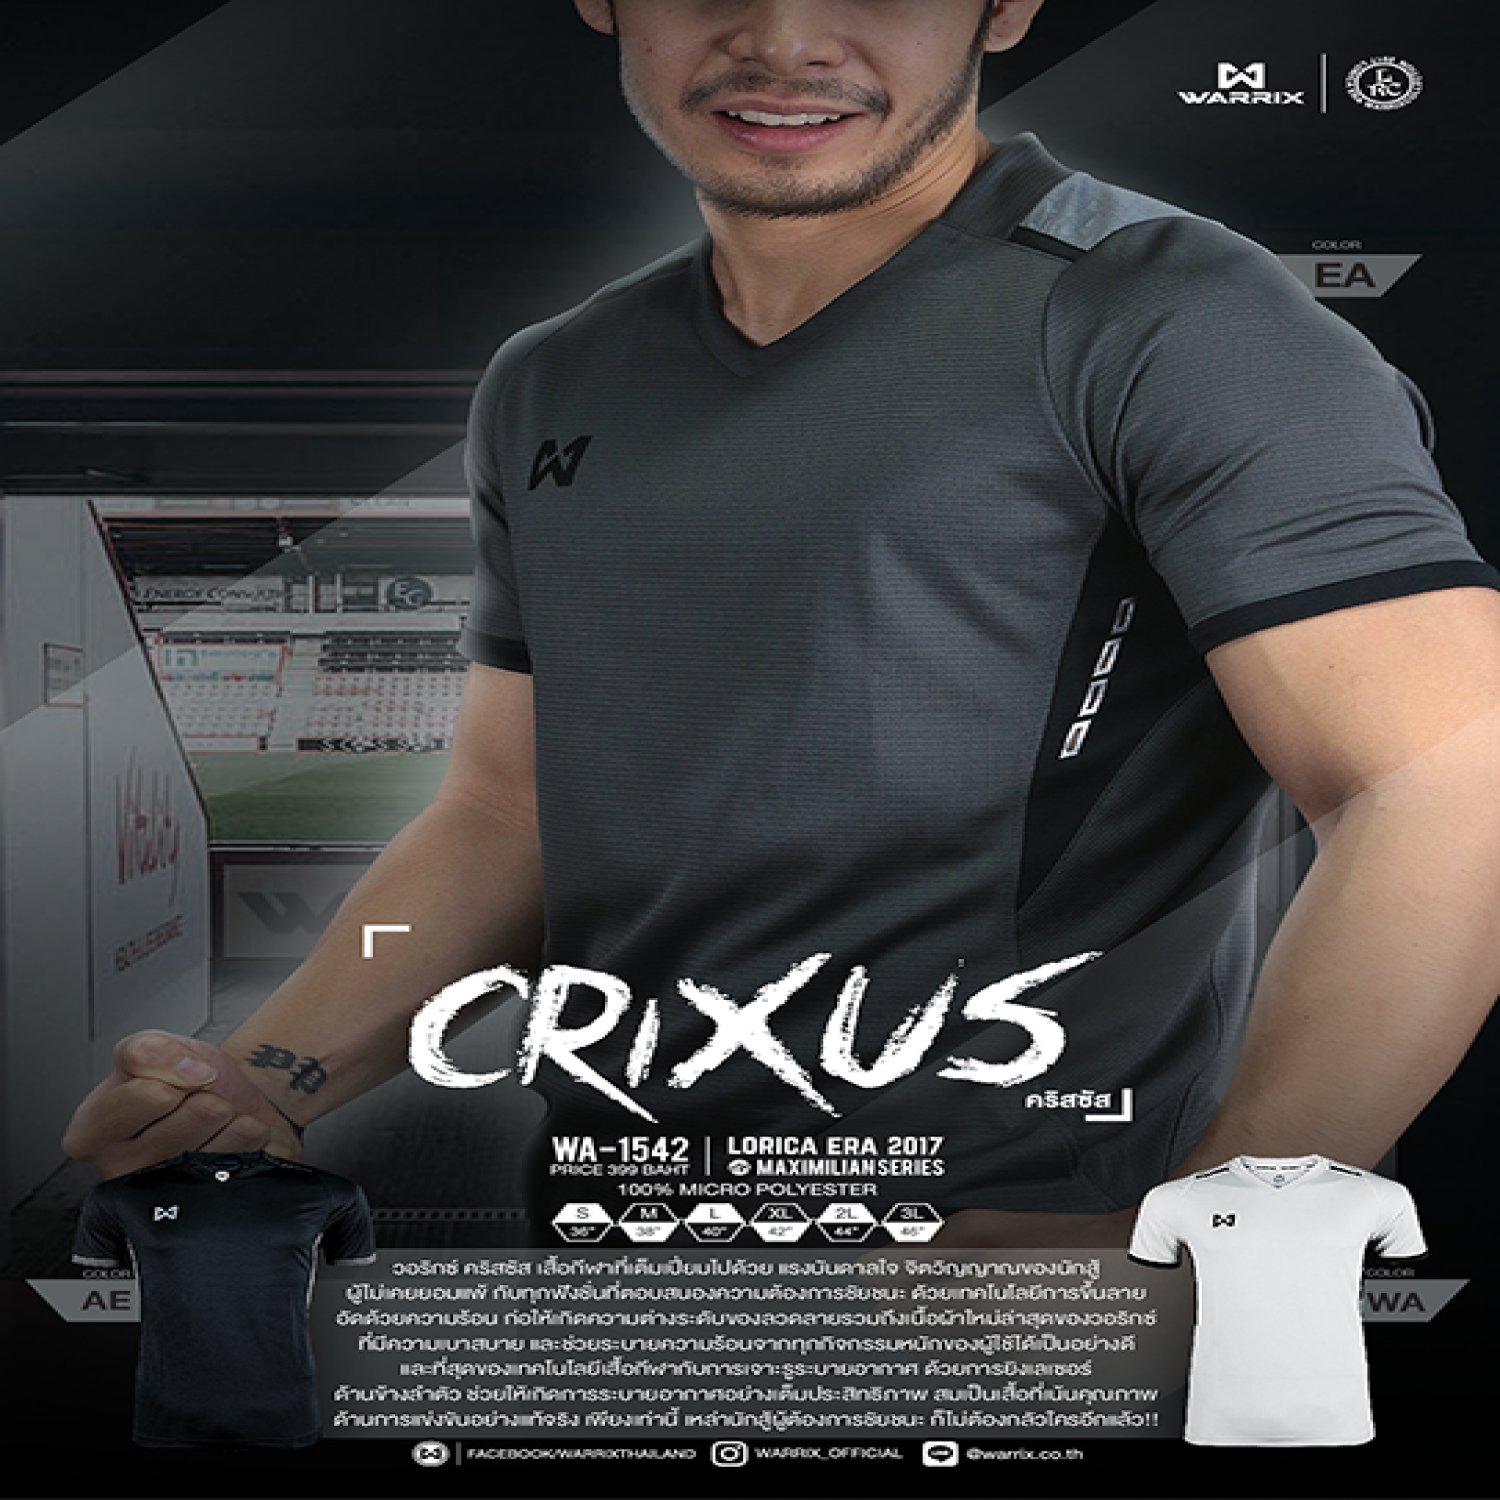 WARRIX
COLOR
EA
CRiXUS
คริสซัส
WA-1542
PRICE 399 BAHT
LORICA ERA 2017
MAXIMILIAN SERIES
100% MICRO POLYESTER
S M L XL 2L 3L
36" 38" 40" 42" 44" 46"
COLOR
AE
COLOR
WA
วอริกซ์ คริสซัส เสื้อกีฬาที่เต็มเปี่ยมไปด้วย แรงบันดาลใจ จิตวิญญาณของนักสู้
ผู้ไม่เคยยอมแพ้ กับทุกฟังชั่นที่ตอบสนองความต้องการชัยชนะ ด้วยเทคโนโลยีการขึ้นลาย
อัดด้วยความร้อน ก่อให้เกิดความต่างระดับของลวดลายรวมถึงเนื้อผ้าใหม่ล่าสุดของวอริกซ์
ที่มีความเบาสบาย และช่วยระบายความร้อนจากทุกกิจกรรมหนักของผู้ใช้ได้เป็นอย่างดี
และที่สุดของเทคโนโลยีเสื้อกีฬากับการเจาะรูระบายอากาศ ด้วยการยิงเลเซอร์
ด้านข้างลำตัว ช่วยให้เกิดการระบายอากาศอย่างเต็มประสิทธิภาพ สมเป็นเสื้อที่เน้นคุณภาพ
ด้านการแข่งขันอย่างแท้จริง เพียงเท่านี้ เหล่านักสู้ผู้ต้องการชัยชนะ ก็ไม่ต้องกลัวใครอีกแล้ว!!
FACEBOOK/WARRIXTHAILAND
WARRIX_OFFICIAL
@warrix.co.th